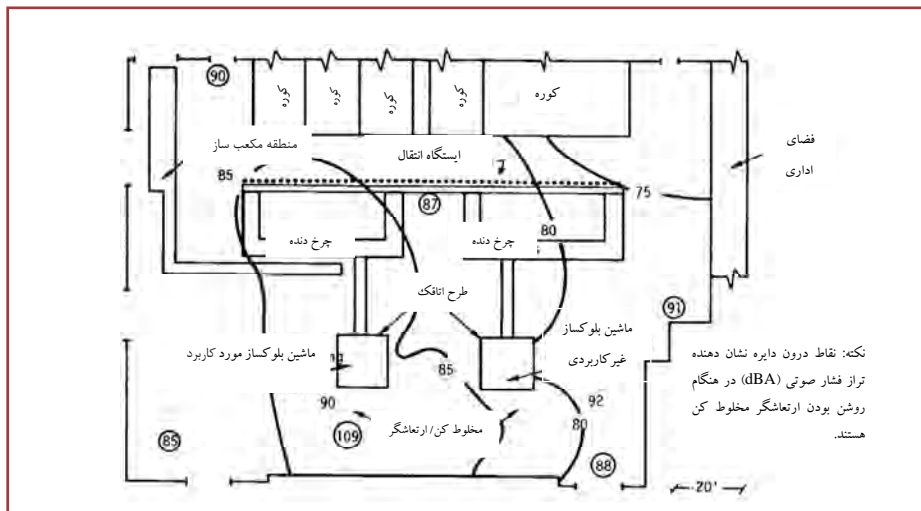 90
کوره
کوره
کوره
کوره
کوره
منطقه مکعب ساز
ایستگاه انتقال
فضای
اداری
85
75
87
80
چرخ دنده
چرخ دنده
طرح اتاقک
91
ماشین بلوکساز
غیرکاربردی
ماشین بلوکساز مورد کاربرد
85
نکته: نقاط درون دایره نشان دهنده
تراز فشار صوتی (dBA) در هنگام
روشن بودن ارتعاشگر مخلوط کن
هستند.
90
92
80
مخلوط کن/ ارتعاشگر
109
85
88
20'